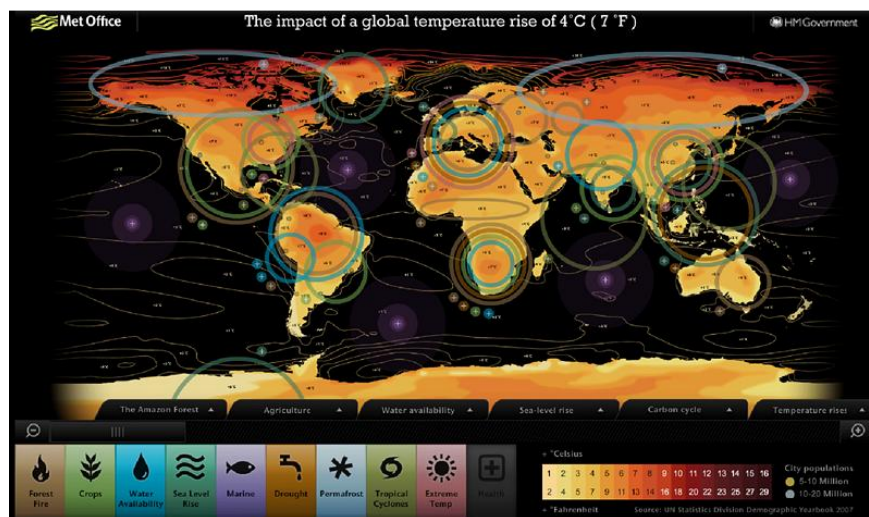 Met Office
The impact of a global temperature rise of 4°C ( 7 °F )
HM Government
The Amazon Forest
Agriculture
Water availability
Sea-level rise
Carbon cycle
Temperature rises
Forest Fire
Crops
Water Availability
Sea Level Rise
Marine
Drought
Permafrost
Tropical Cyclones
Extreme Temp
Health
+ °Celsius
1 2 3 4 5 6 7 8 9 10 11 12 13 14 15 16
2 4 5 7 9 11 13 14 16 18 20 22 23 25 27 29
+ °Fahrenheit
City populations
5-10 Million
10-20 Million
Source: UN Statistics Division Demographic Yearbook 2007